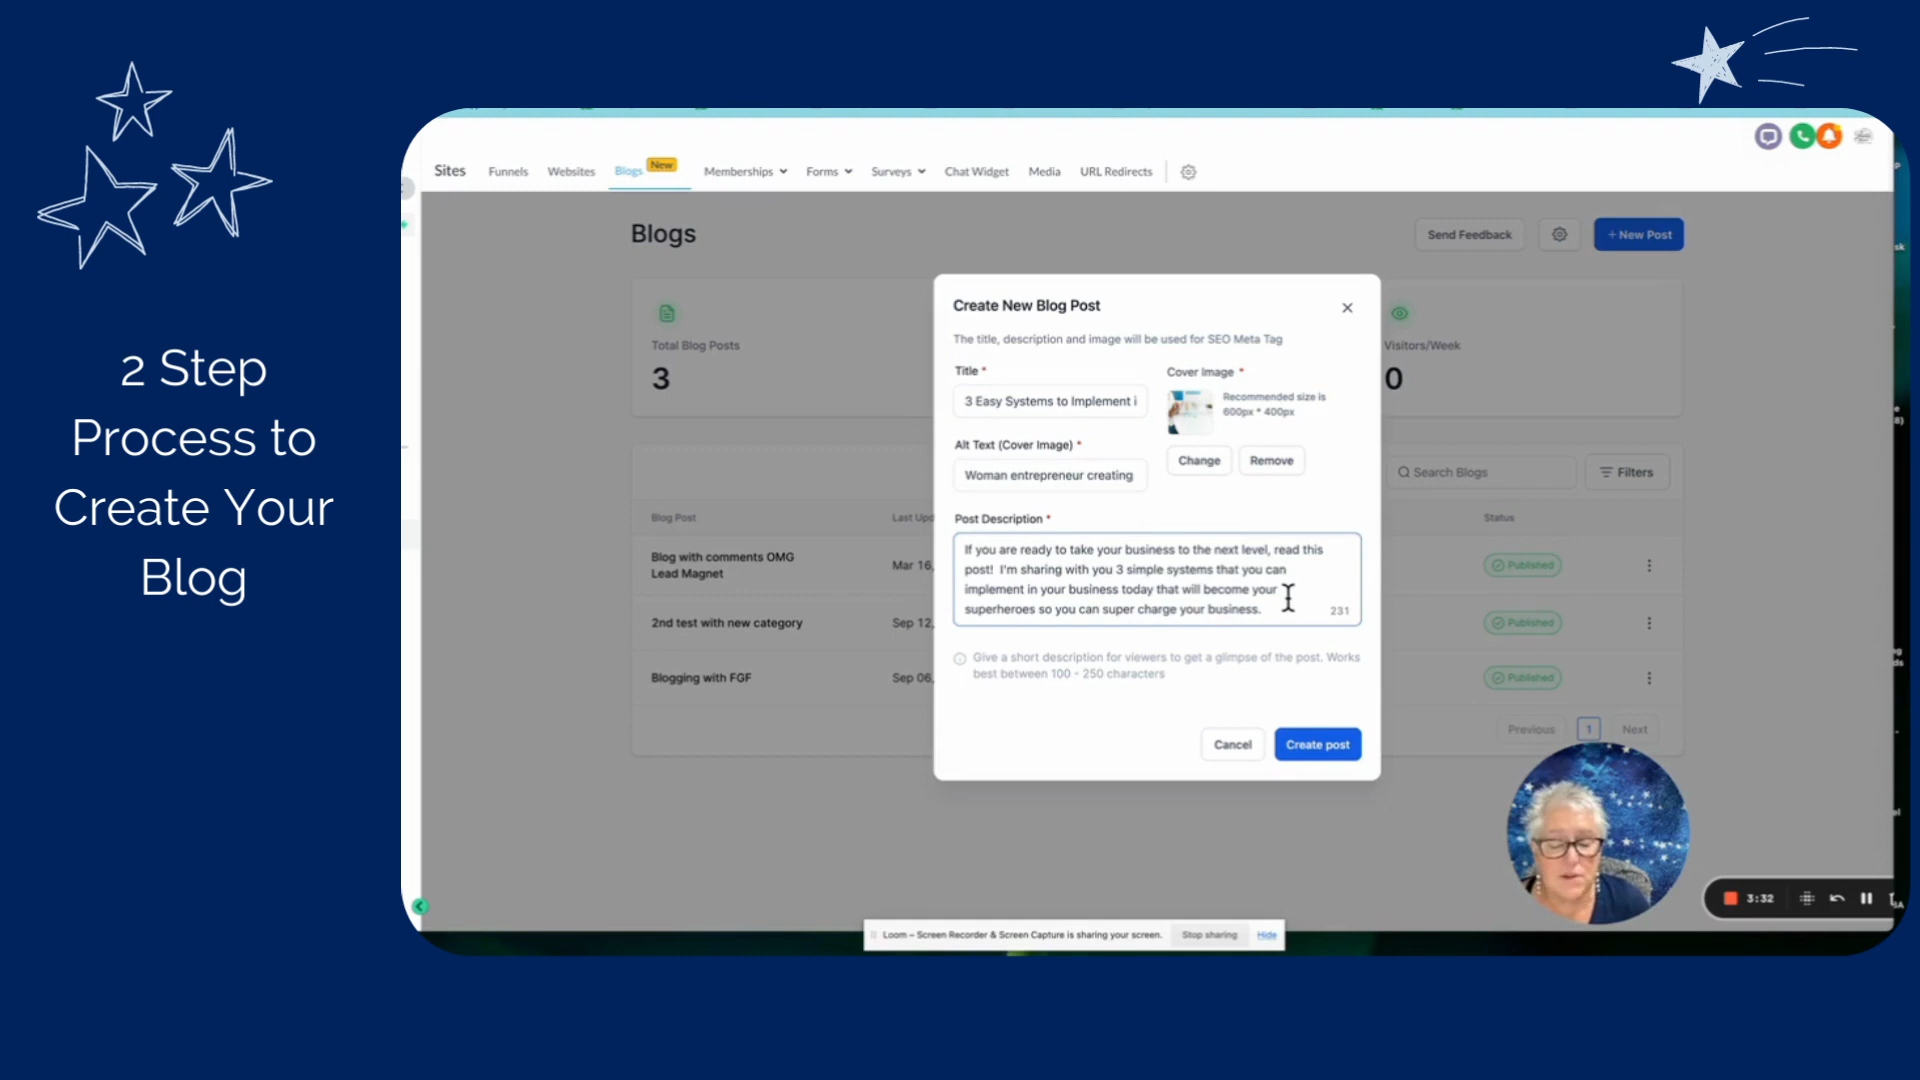 2 Step
Process to
Create Your
Blog
Sites
Funnels
Websites
Blogs
New
Memberships
Forms
Surveys
Chat Widget
Media
URL Redirects
Blogs
Send Feedback
+ New Post
Total Blog Posts
3
Visitors/Week
0
Search Blogs
Filters
Blog Post
Last Upd
Status
Blog with comments OMG
Lead Magnet
Mar 16,
Published
2nd test with new category
Sep 12,
Published
Blogging with FGF
Sep 06,
Published
Previous
1
Next
Create New Blog Post
The title, description and image will be used for SEO Meta Tag
Title *
3 Easy Systems to Implement i
Cover Image *
Recommended size is
600px * 400px
Alt Text (Cover Image) *
Woman entrepreneur creating
Change
Remove
Post Description *
If you are ready to take your business to the next level, read this
post! I'm sharing with you 3 simple systems that you can
implement in your business today that will become your
superheroes so you can super charge your business.
231
Give a short description for viewers to get a glimpse of the post. Works
best between 100 - 250 characters
Cancel
Create post
3:32
Loom – Screen Recorder & Screen Capture is sharing your screen.
Stop sharing
Hide